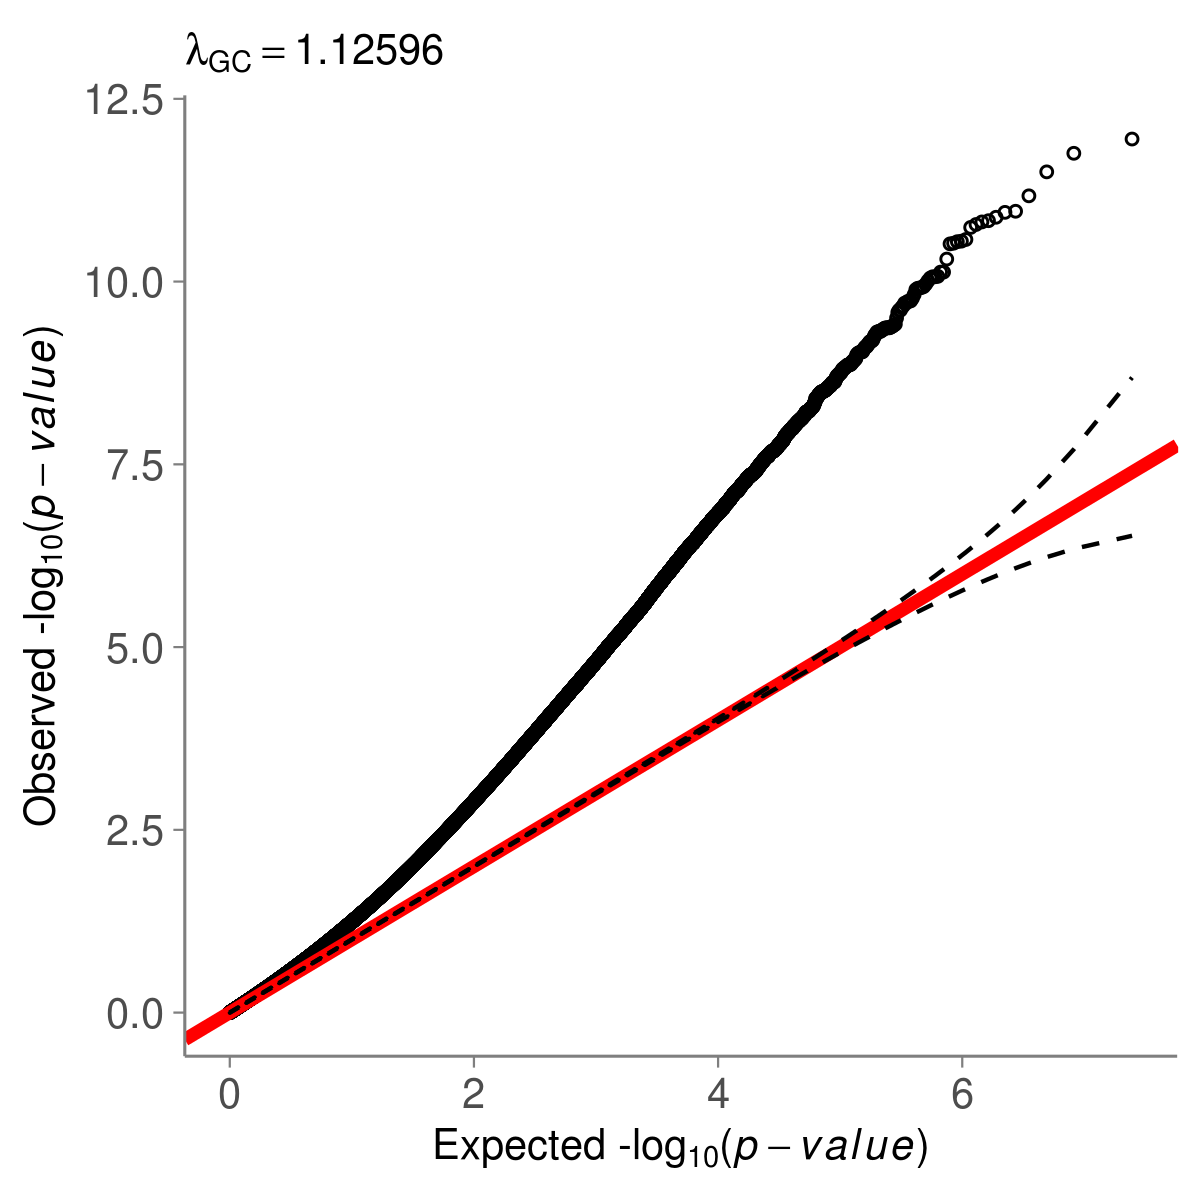 λGC = 1.12596
12.5
10.0
7.5
5.0
2.5
0.0
Observed -log10(p − value)
0 2 4 6
Expected -log10(p − value)